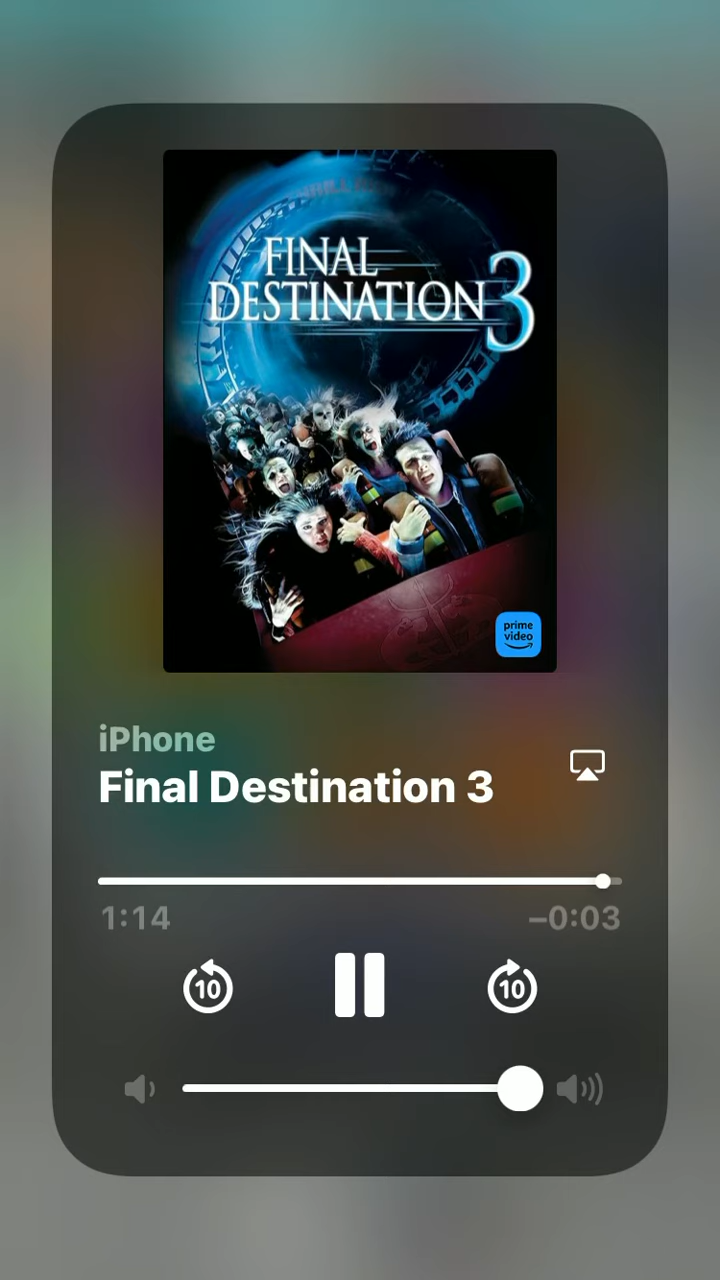 FINAL
DESTINATION 3
prime
video
iPhone
Final Destination 3
1:14
–0:03
10
10